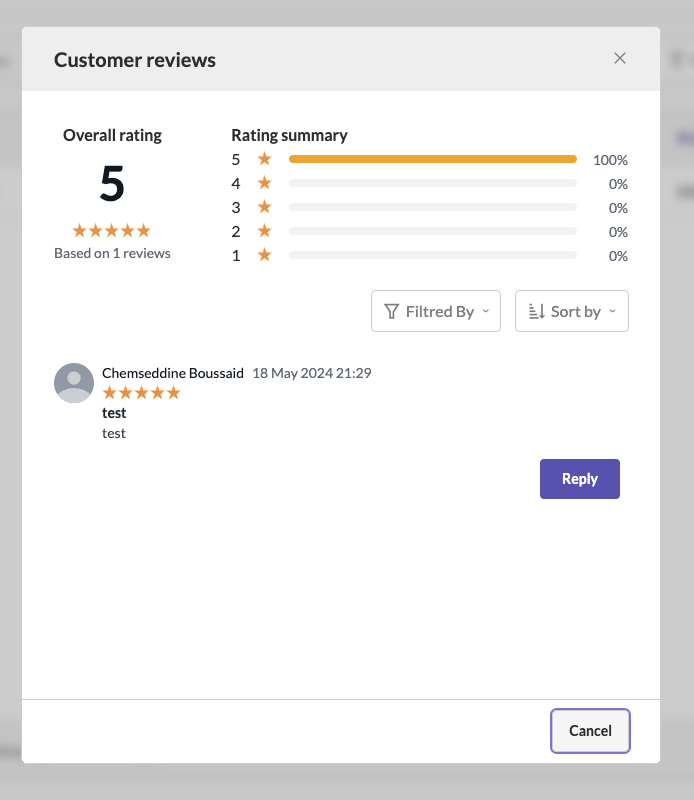 Customer reviews
Overall rating
5
Based on 1 reviews
Rating summary
5 100%
4 0%
3 0%
2 0%
1 0%
Filtred By
Sort by
Chemseddine Boussaid 18 May 2024 21:29
test
test
Reply
Cancel